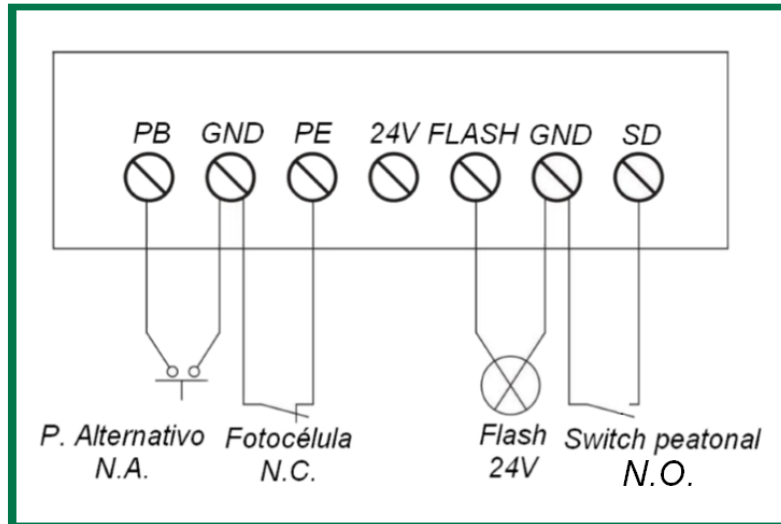 PB GND PE 24V FLASH GND SD
P. Alternativo Fotocélula Flash Switch peatonal
N.A. N.C. 24V N.O.